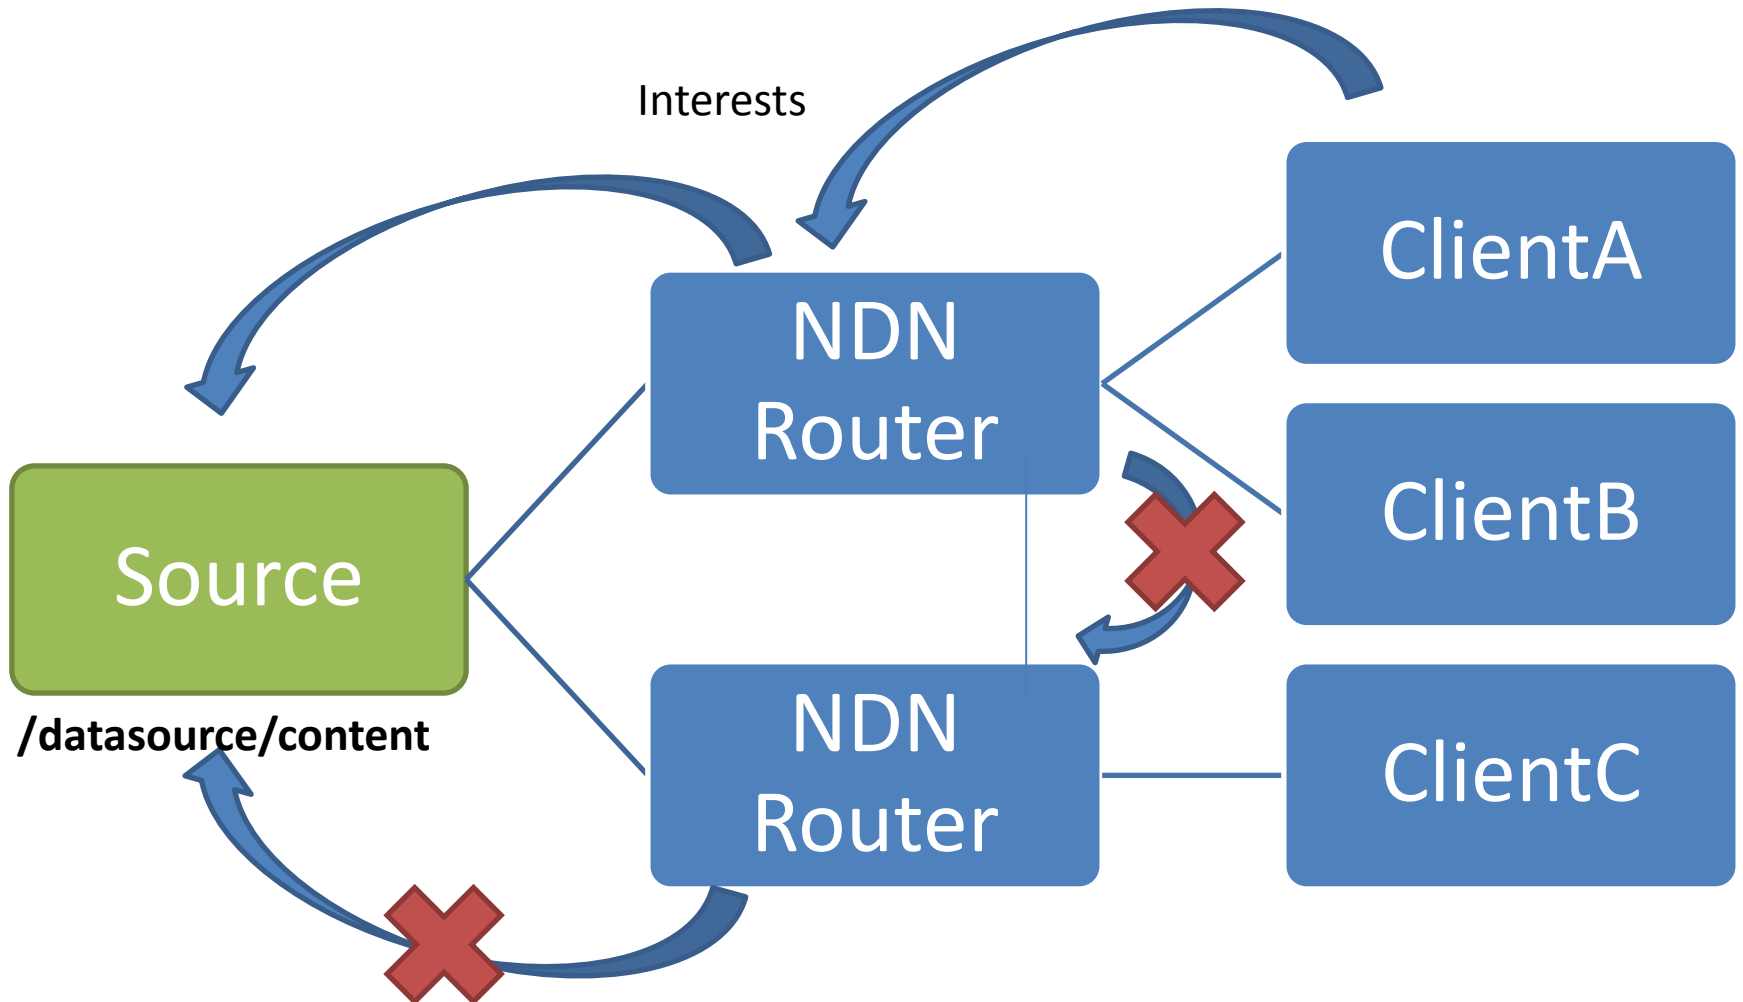 Interests
ClientA
NDN
Router
ClientB
Source
/datasource/content
NDN
Router
ClientC